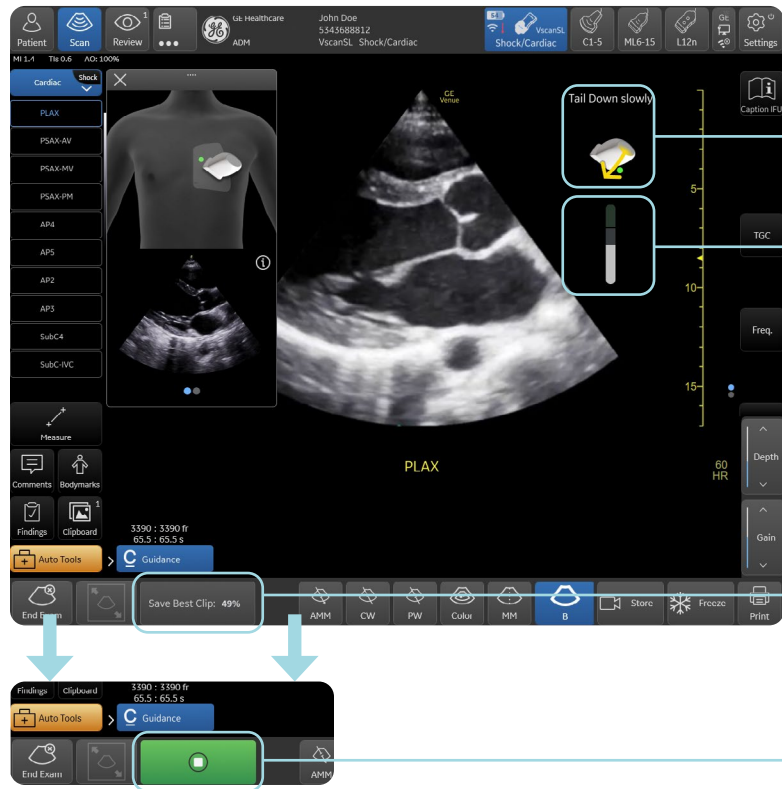 Patient
Scan
Review
1
GE Healthcare
ADM
John Doe
5343688812
VscanSL Shock/Cardiac
VscanSL
Shock/Cardiac
C1-5
ML6-15
L12n
GE
Settings
MI 1.4 TIs 0.6 AO: 100%
Cardiac
Shock
PLAX
PSAX-AV
PSAX-MV
PSAX-PM
AP4
AP5
AP2
AP3
SubC4
SubC-IVC
Measure
Comments
Bodymarks
Findings
Clipboard
1
GE
Venue
Tail Down slowly
5
10
15
PLAX
60
HR
Caption IFU
TGC
Freq.
Depth
Gain
3390 : 3390 fr
65.5 : 65.5 s
Auto Tools
C Guidance
End Exam
Save Best Clip: 49%
AMM
CW
PW
Color
MM
B
Store
Freeze
Print
Findings
Clipboard
3390 : 3390 fr
65.5 : 65.5 s
Auto Tools
C Guidance
End Exam
AMM